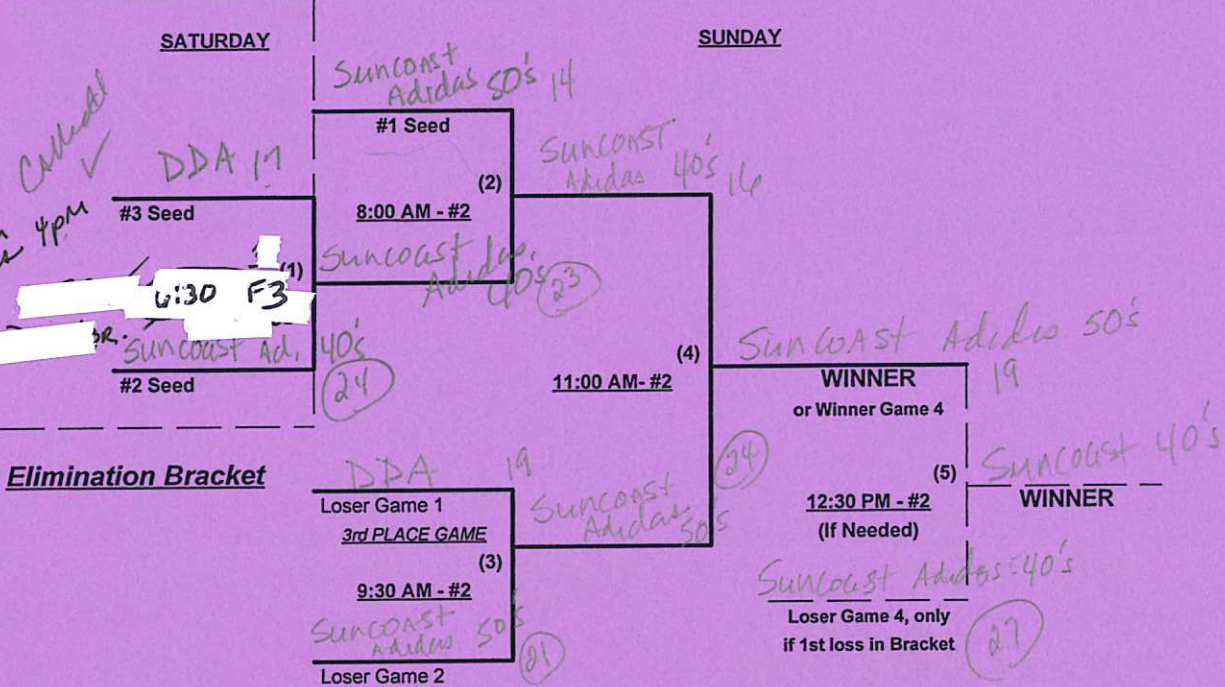 SATURDAY
SUNDAY
Suncoast
Adidas 50's 14
#1 Seed
Called!
DDA 17
#3 Seed
4pm
(2)
8:00 AM - #2
Suncoast
Adidas 40's 16
(1)
6:30 F3
Suncoast Adidas
40's 23
Suncoast Ad. 40's
24
#2 Seed
(4)
11:00 AM- #2
Suncoast Adidas 50's
19
WINNER
or Winner Game 4
Elimination Bracket
DDA 19
Loser Game 1
3rd PLACE GAME
(3)
9:30 AM - #2
Suncoast
Adidas 50's
24
Suncoast
Adidas 50's
21
Loser Game 2
(5)
12:30 PM - #2
(If Needed)
Suncoast 40's
WINNER
Suncoast Adidas 40's
Loser Game 4, only
if 1st loss in Bracket
27